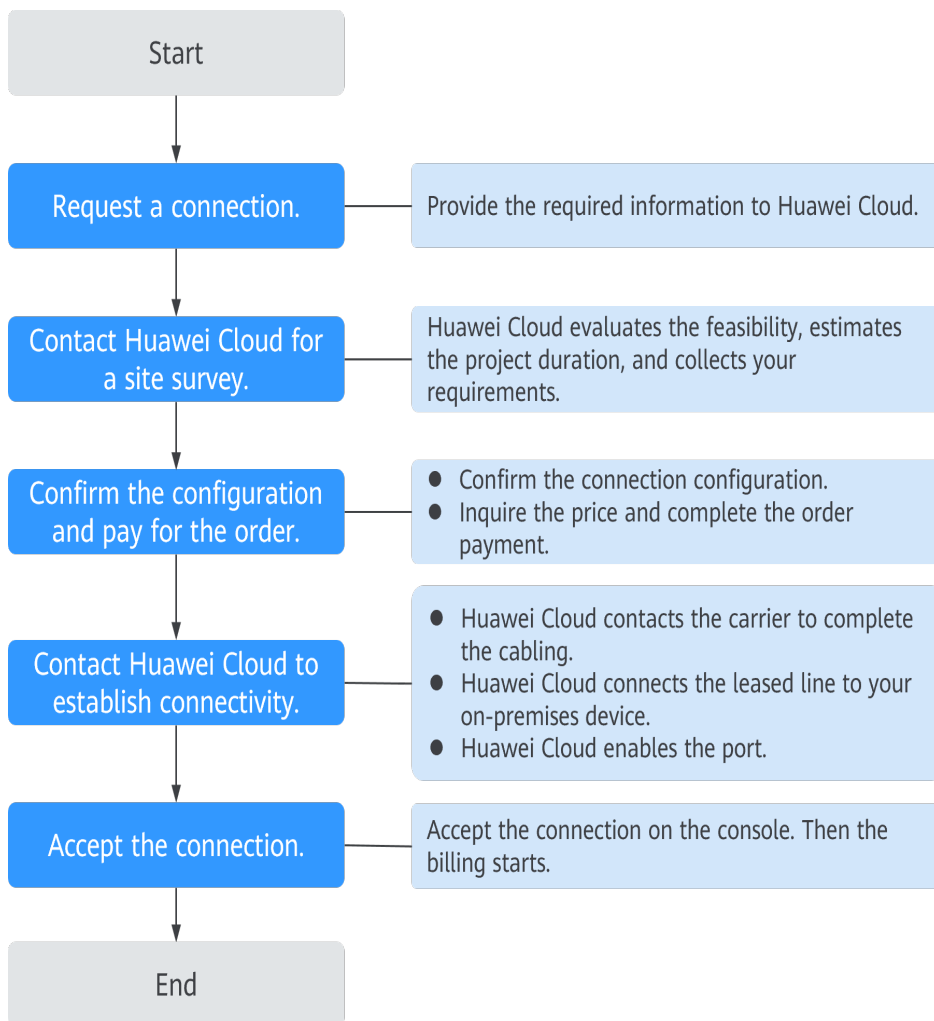 Start
Request a connection.
Provide the required information to Huawei Cloud.
Contact Huawei Cloud for
a site survey.
Huawei Cloud evaluates the feasibility, estimates
the project duration, and collects your
requirements.
Confirm the configuration
and pay for the order.
● Confirm the connection configuration.
● Inquire the price and complete the order
payment.
Contact Huawei Cloud to
establish connectivity.
● Huawei Cloud contacts the carrier to complete
the cabling.
● Huawei Cloud connects the leased line to your
on-premises device.
● Huawei Cloud enables the port.
Accept the connection.
Accept the connection on the console. Then the
billing starts.
End